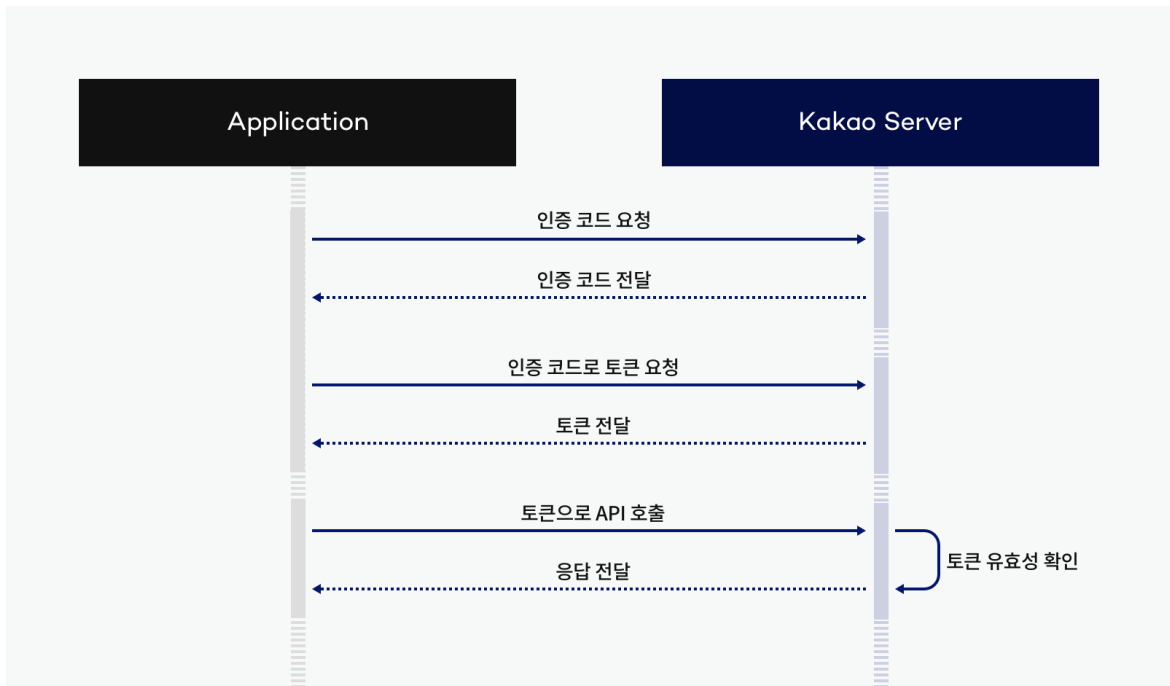 Application
Kakao Server
인증 코드 요청
인증 코드 전달
인증 코드로 토큰 요청
토큰 전달
토큰으로 API 호출
토큰 유효성 확인
응답 전달